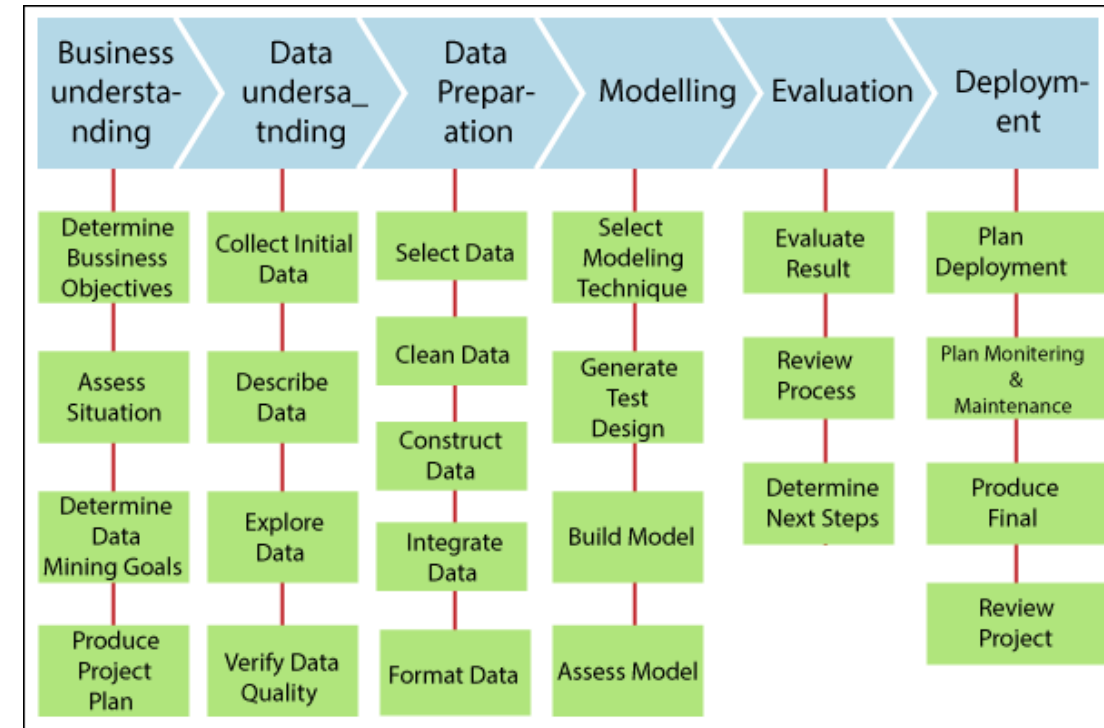 Business
understa-
nding
Data
undersa_
tnding
Data
Prepar-
ation
Modelling
Evaluation
Deploym-
ent
Determine
Bussiness
Objectives
Assess
Situation
Determine
Data
Mining Goals
Produce
Project
Plan
Collect Initial
Data
Describe
Data
Explore
Data
Verify Data
Quality
Select Data
Clean Data
Construct
Data
Integrate
Data
Format Data
Select
Modeling
Technique
Generate
Test
Design
Build Model
Assess Model
Evaluate
Result
Review
Process
Determine
Next Steps
Plan
Deployment
Plan Monitering
&
Maintenance
Produce
Final
Review
Project